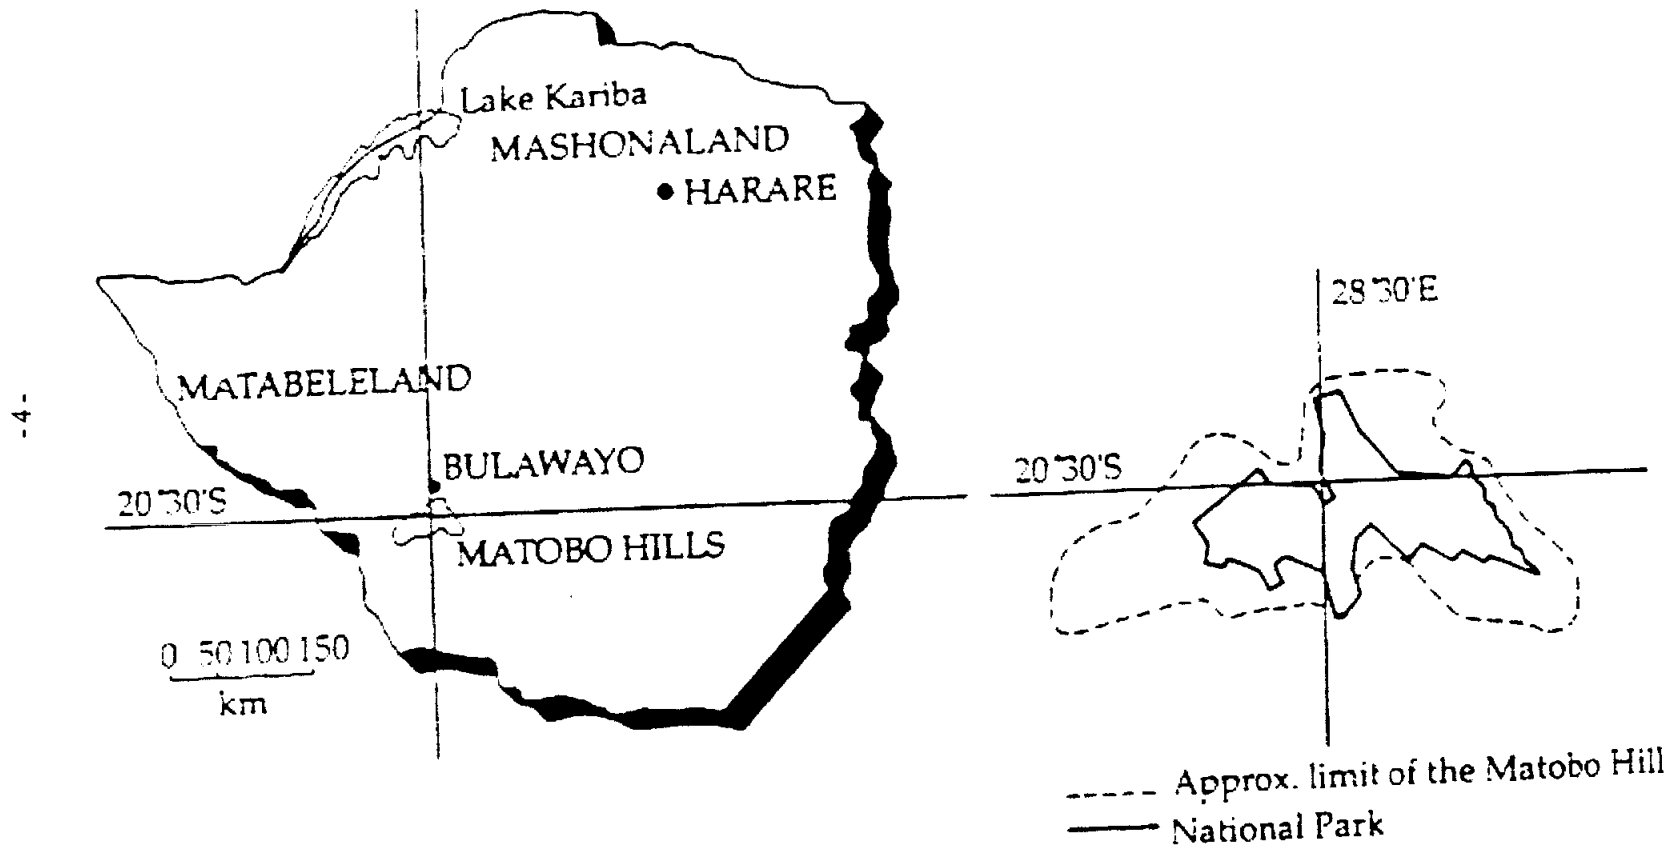 Lake Kariba
MASHONALAND
HARARE
28°30'E
MATABELELAND
-4-
BULAWAYO
20°30'S
20°30'S
MATOBO HILLS
0 50 100 150
km
Approx. limit of the Matobo Hill
National Park